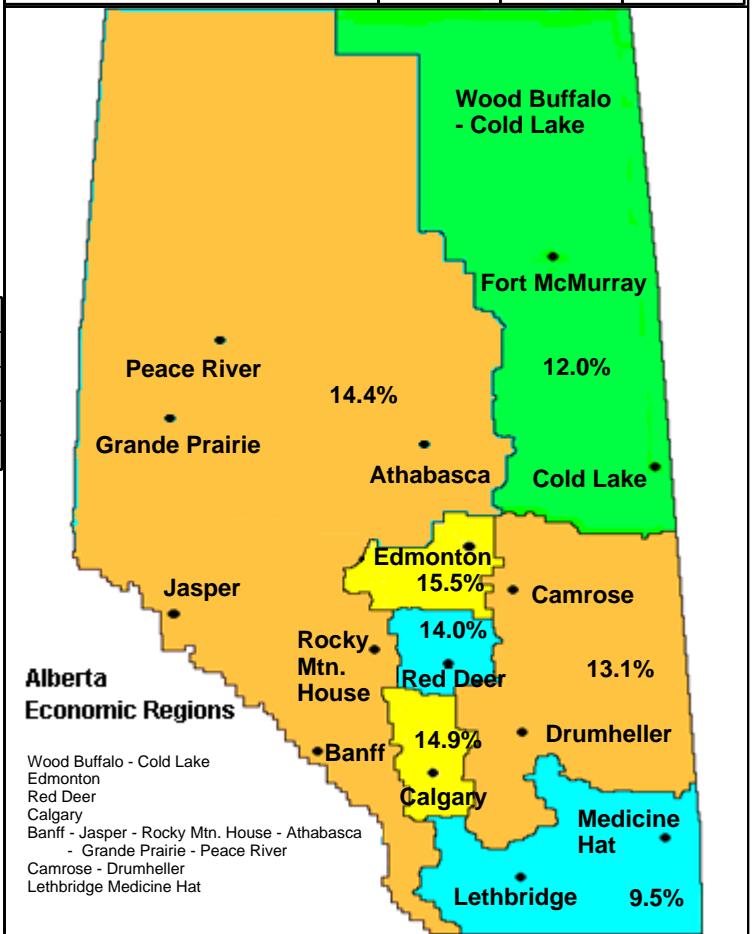 Wood Buffalo
- Cold Lake
Fort McMurray
Peace River
12.0%
14.4%
Grande Prairie
Athabasca
Cold Lake
Edmonton
15.5%
Jasper
Camrose
14.0%
Rocky
Mtn.
House
13.1%
Red Deer
Alberta
Economic Regions
Drumheller
14.9%
Banff
Calgary
Wood Buffalo - Cold Lake
Edmonton
Red Deer
Calgary
Banff - Jasper - Rocky Mtn. House - Athabasca
- Grande Prairie - Peace River
Camrose - Drumheller
Lethbridge Medicine Hat
Medicine
Hat
Lethbridge
9.5%